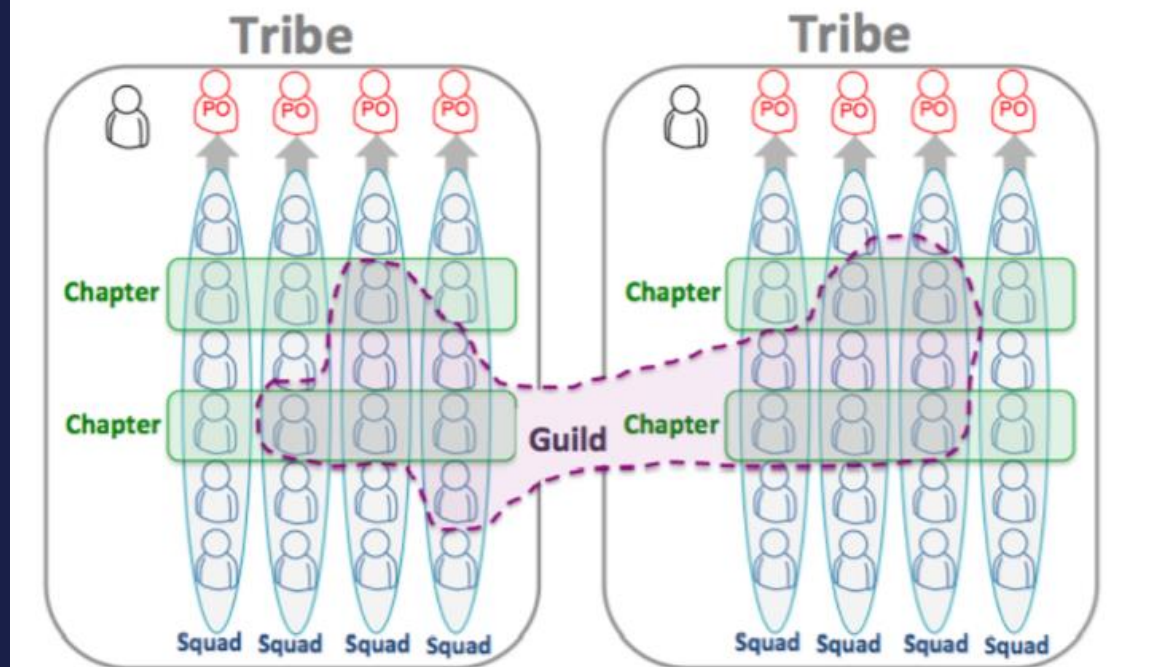 Tribe Tribe
PO PO PO PO PO PO PO PO
Chapter Chapter
Chapter Guild Chapter
Squad Squad Squad Squad Squad Squad Squad Squad